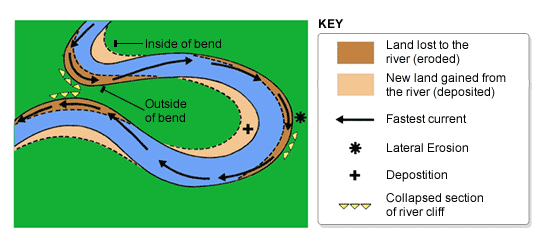 Inside of bend
Outside
of bend
KEY
Land lost to the
river (eroded)
New land gained from
the river (deposited)
Fastest current
Lateral Erosion
Depostition
Collapsed section
of river cliff